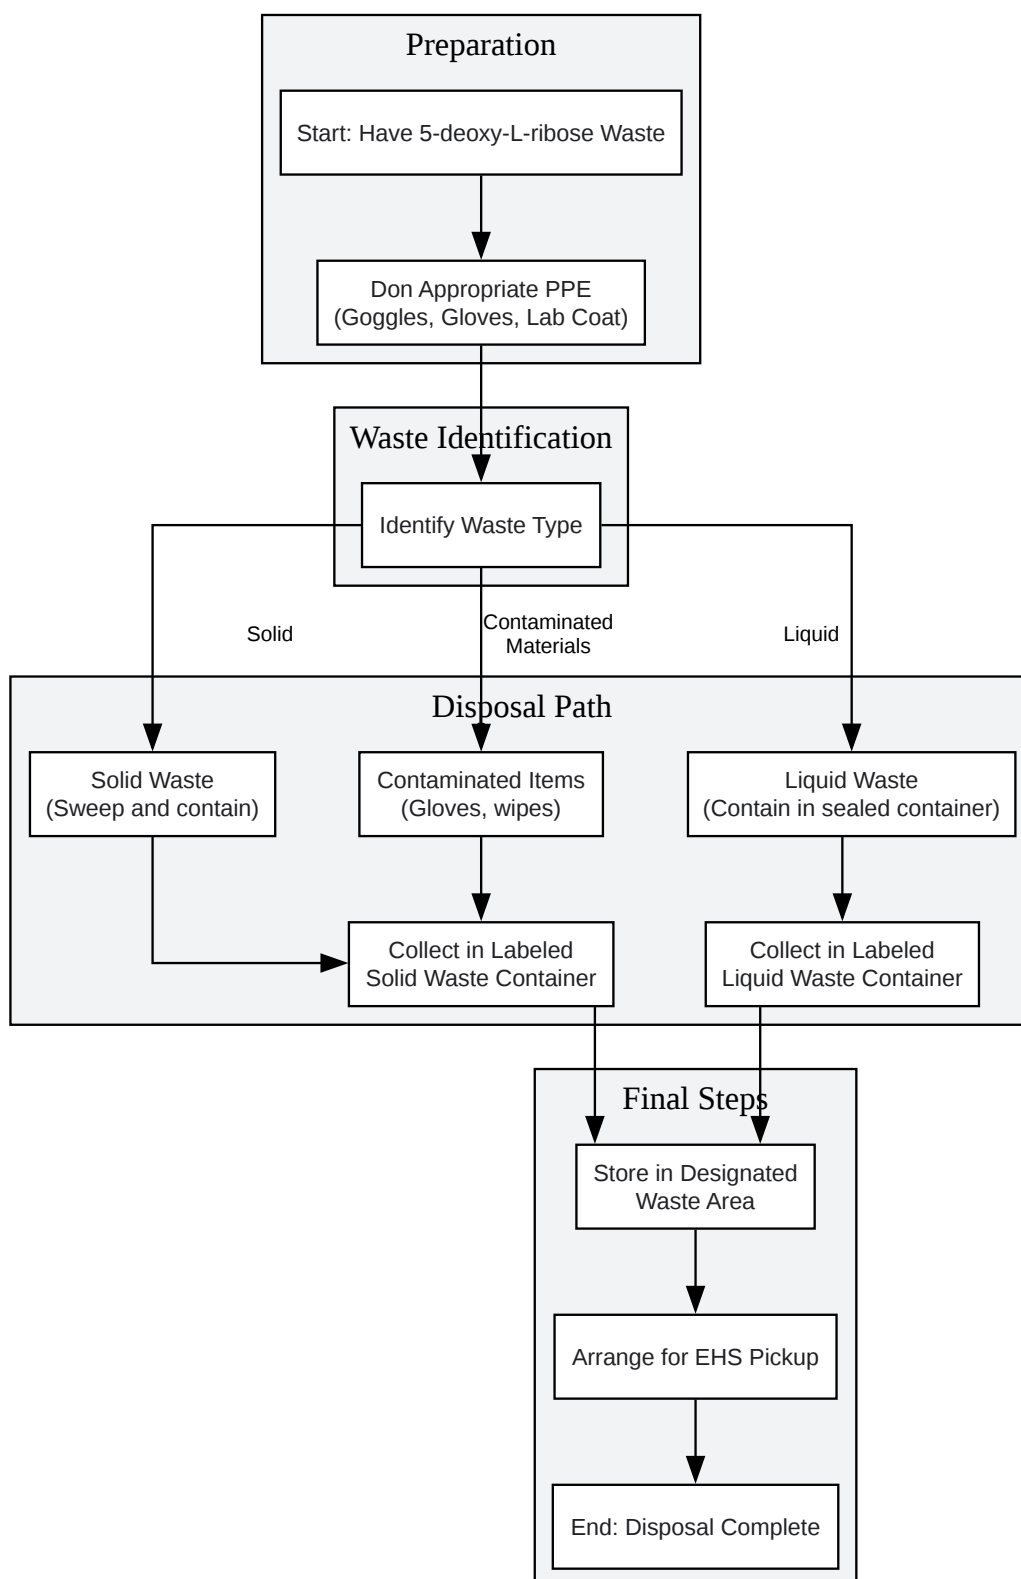 Preparation
Start: Have 5-deoxy-L-ribose Waste
Don Appropriate PPE
(Goggles, Gloves, Lab Coat)
Waste Identification
Identify Waste Type
Solid
Contaminated
Materials
Liquid
Disposal Path
Solid Waste
(Sweep and contain)
Contaminated Items
(Gloves, wipes)
Liquid Waste
(Contain in sealed container)
Collect in Labeled
Solid Waste Container
Collect in Labeled
Liquid Waste Container
Final Steps
Store in Designated
Waste Area
Arrange for EHS Pickup
End: Disposal Complete